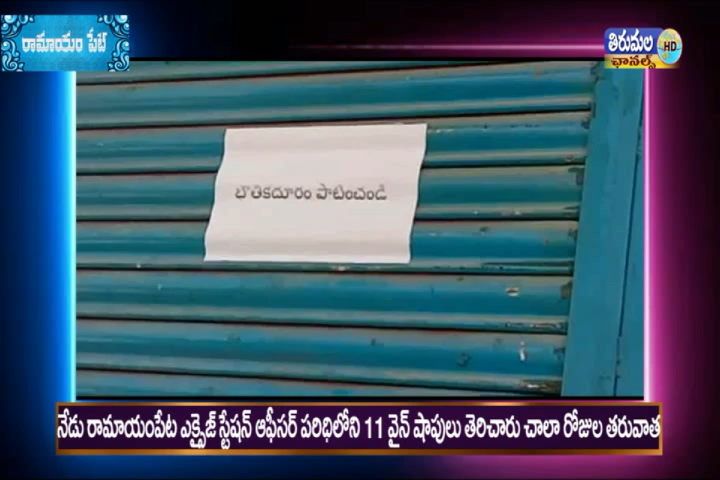 రామాయం పేట్
తిరుమల
HD
ఛానల్స్
భౌతికదూరం పాటించండి
నేడు రామాయంపేట ఎక్సైజ్ స్టేషన్ ఆఫీసర్ పరిధిలోని 11 వైన్ షాపులు తెరిచారు చాలా రోజుల తరువాత